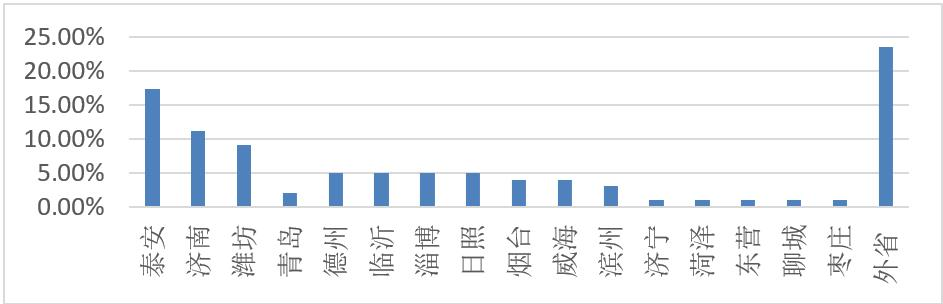 25.00%
20.00%
15.00%
10.00%
5.00%
0.00%
泰安
济南
潍坊
青岛
德州
临沂
淄博
日照
烟台
威海
滨州
济宁
菏泽
东营
聊城
枣庄
外省